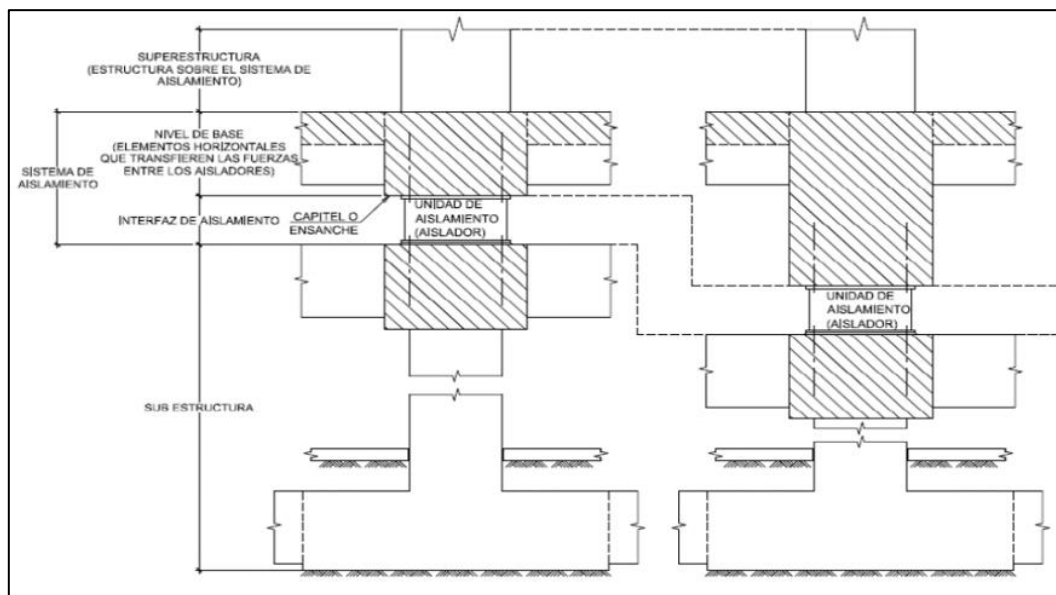 SUPERESTRUCTURA
(ESTRUCTURA SOBRE EL SISTEMA DE
AISLAMIENTO)
NIVEL DE BASE
(ELEMENTOS HORIZONTALES
QUE TRANSFIEREN LAS FUERZAS
ENTRE LOS AISLADORES)
SISTEMA DE
AISLAMIENTO
INTERFAZ DE AISLAMIENTO
CAPITEL O
ENSANCHE
UNIDAD DE
AISLAMIENTO
(AISLADOR)
UNIDAD DE
AISLAMIENTO
(AISLADOR)
SUB ESTRUCTURA